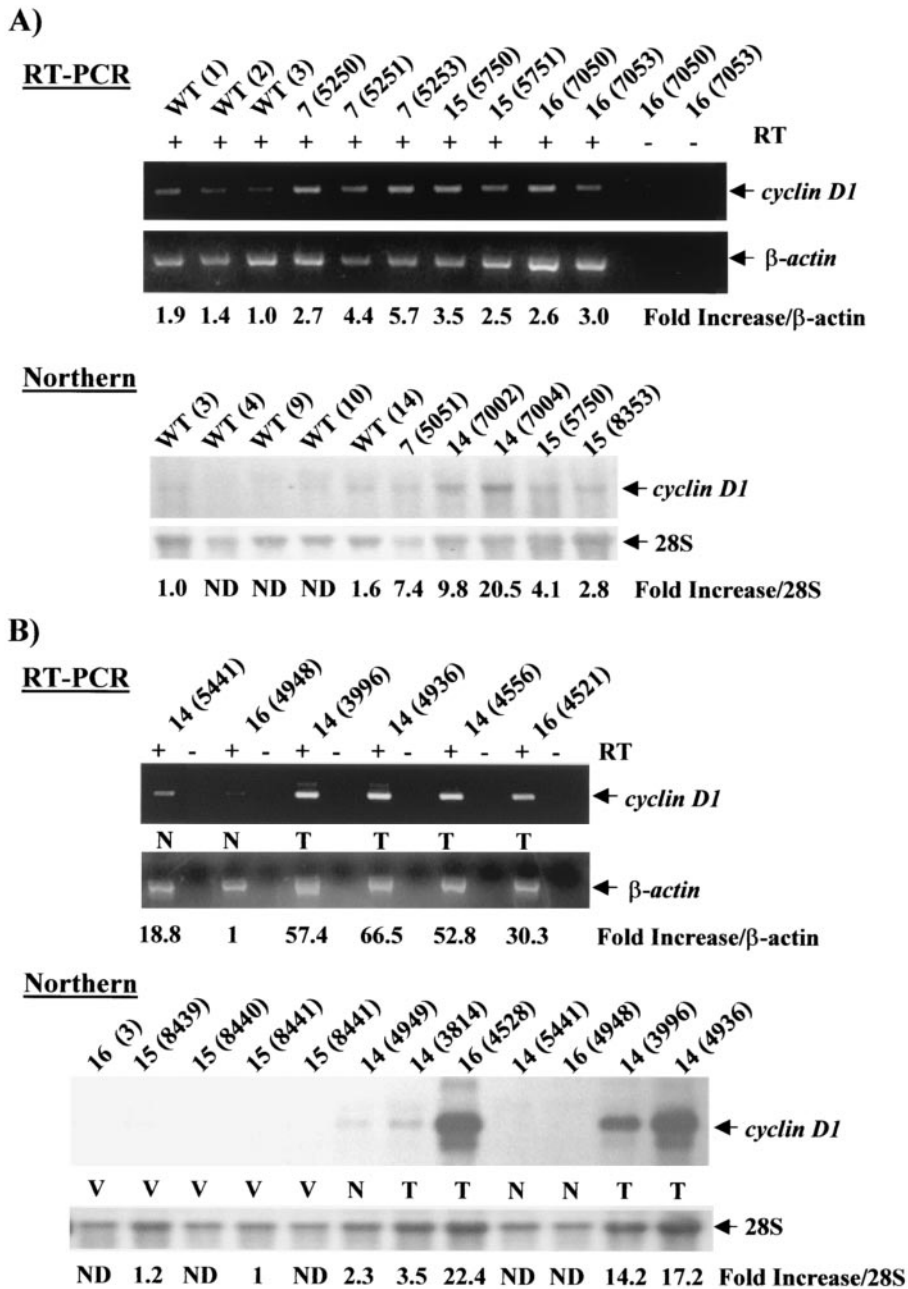 A)
RT-PCR
WT (1) WT (2) WT (3) 7 (5250) 7 (5251) 7 (5253) 15 (5750) 15 (5751) 16 (7050) 16 (7053) 16 (7050) 16 (7053)
+ + + + + + + + + + - - RT
cyclin D1
β-actin
1.9 1.4 1.0 2.7 4.4 5.7 3.5 2.5 2.6 3.0 Fold Increase/β-actin
Northern
WT (3) WT (4) WT (9) WT (10) WT (14) 7 (5051) 14 (7002) 14 (7004) 15 (5750) 15 (8353)
cyclin D1
28S
1.0 ND ND ND 1.6 7.4 9.8 20.5 4.1 2.8 Fold Increase/28S
B)
RT-PCR
14 (5441) 16 (4948) 14 (3996) 14 (4936) 14 (4556) 16 (4521)
+ - + - + - + - + - + - RT
cyclin D1
N N T T T T
β-actin
18.8 1 57.4 66.5 52.8 30.3 Fold Increase/β-actin
Northern
16 (3) 15 (8439) 15 (8440) 15 (8441) 15 (8441) 14 (4949) 14 (3814) 16 (4528) 14 (5441) 16 (4948) 14 (3996) 14 (4936)
cyclin D1
V V V V V N T T N N T T
28S
ND 1.2 ND 1 ND 2.3 3.5 22.4 ND ND 14.2 17.2 Fold Increase/28S